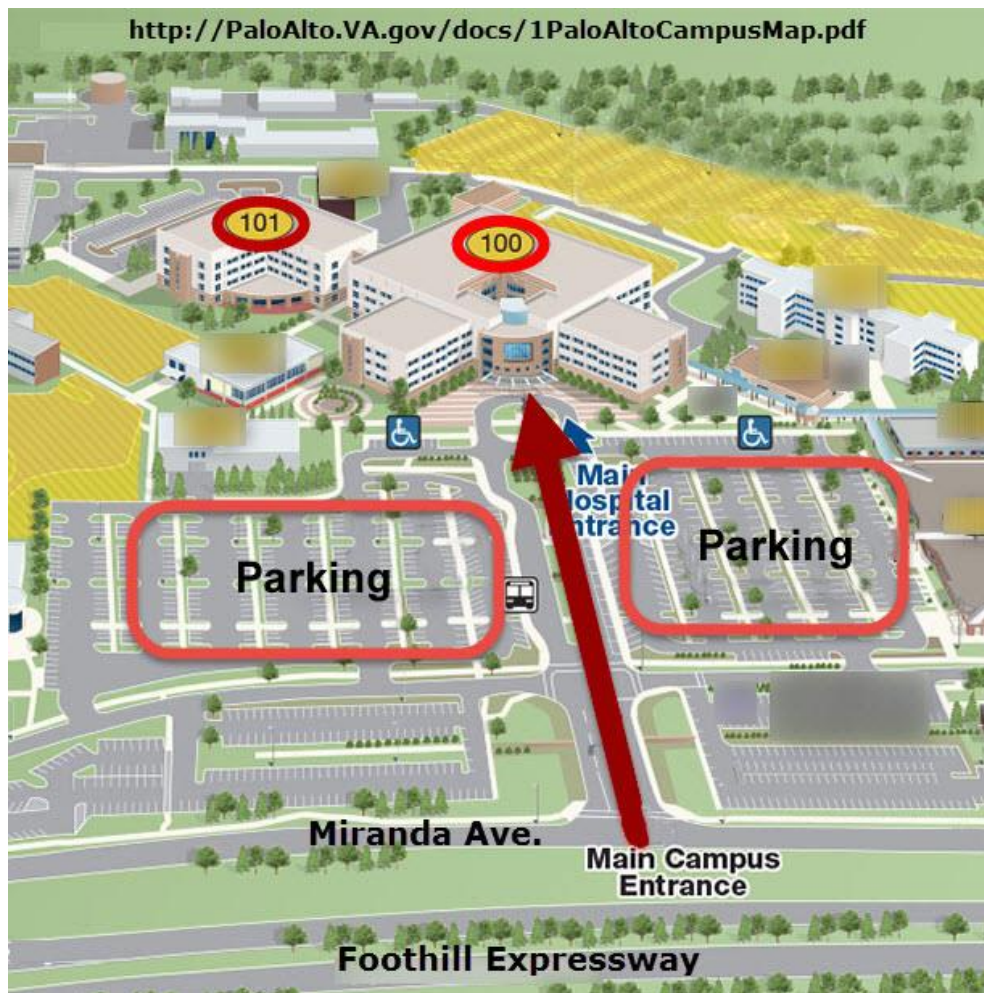 http://PaloAlto.VA.gov/docs/1PaloAltoCampusMap.pdf
101
100
Main
Hospital
Entrance
Parking
Parking
Miranda Ave.
Main Campus
Entrance
Foothill Expressway